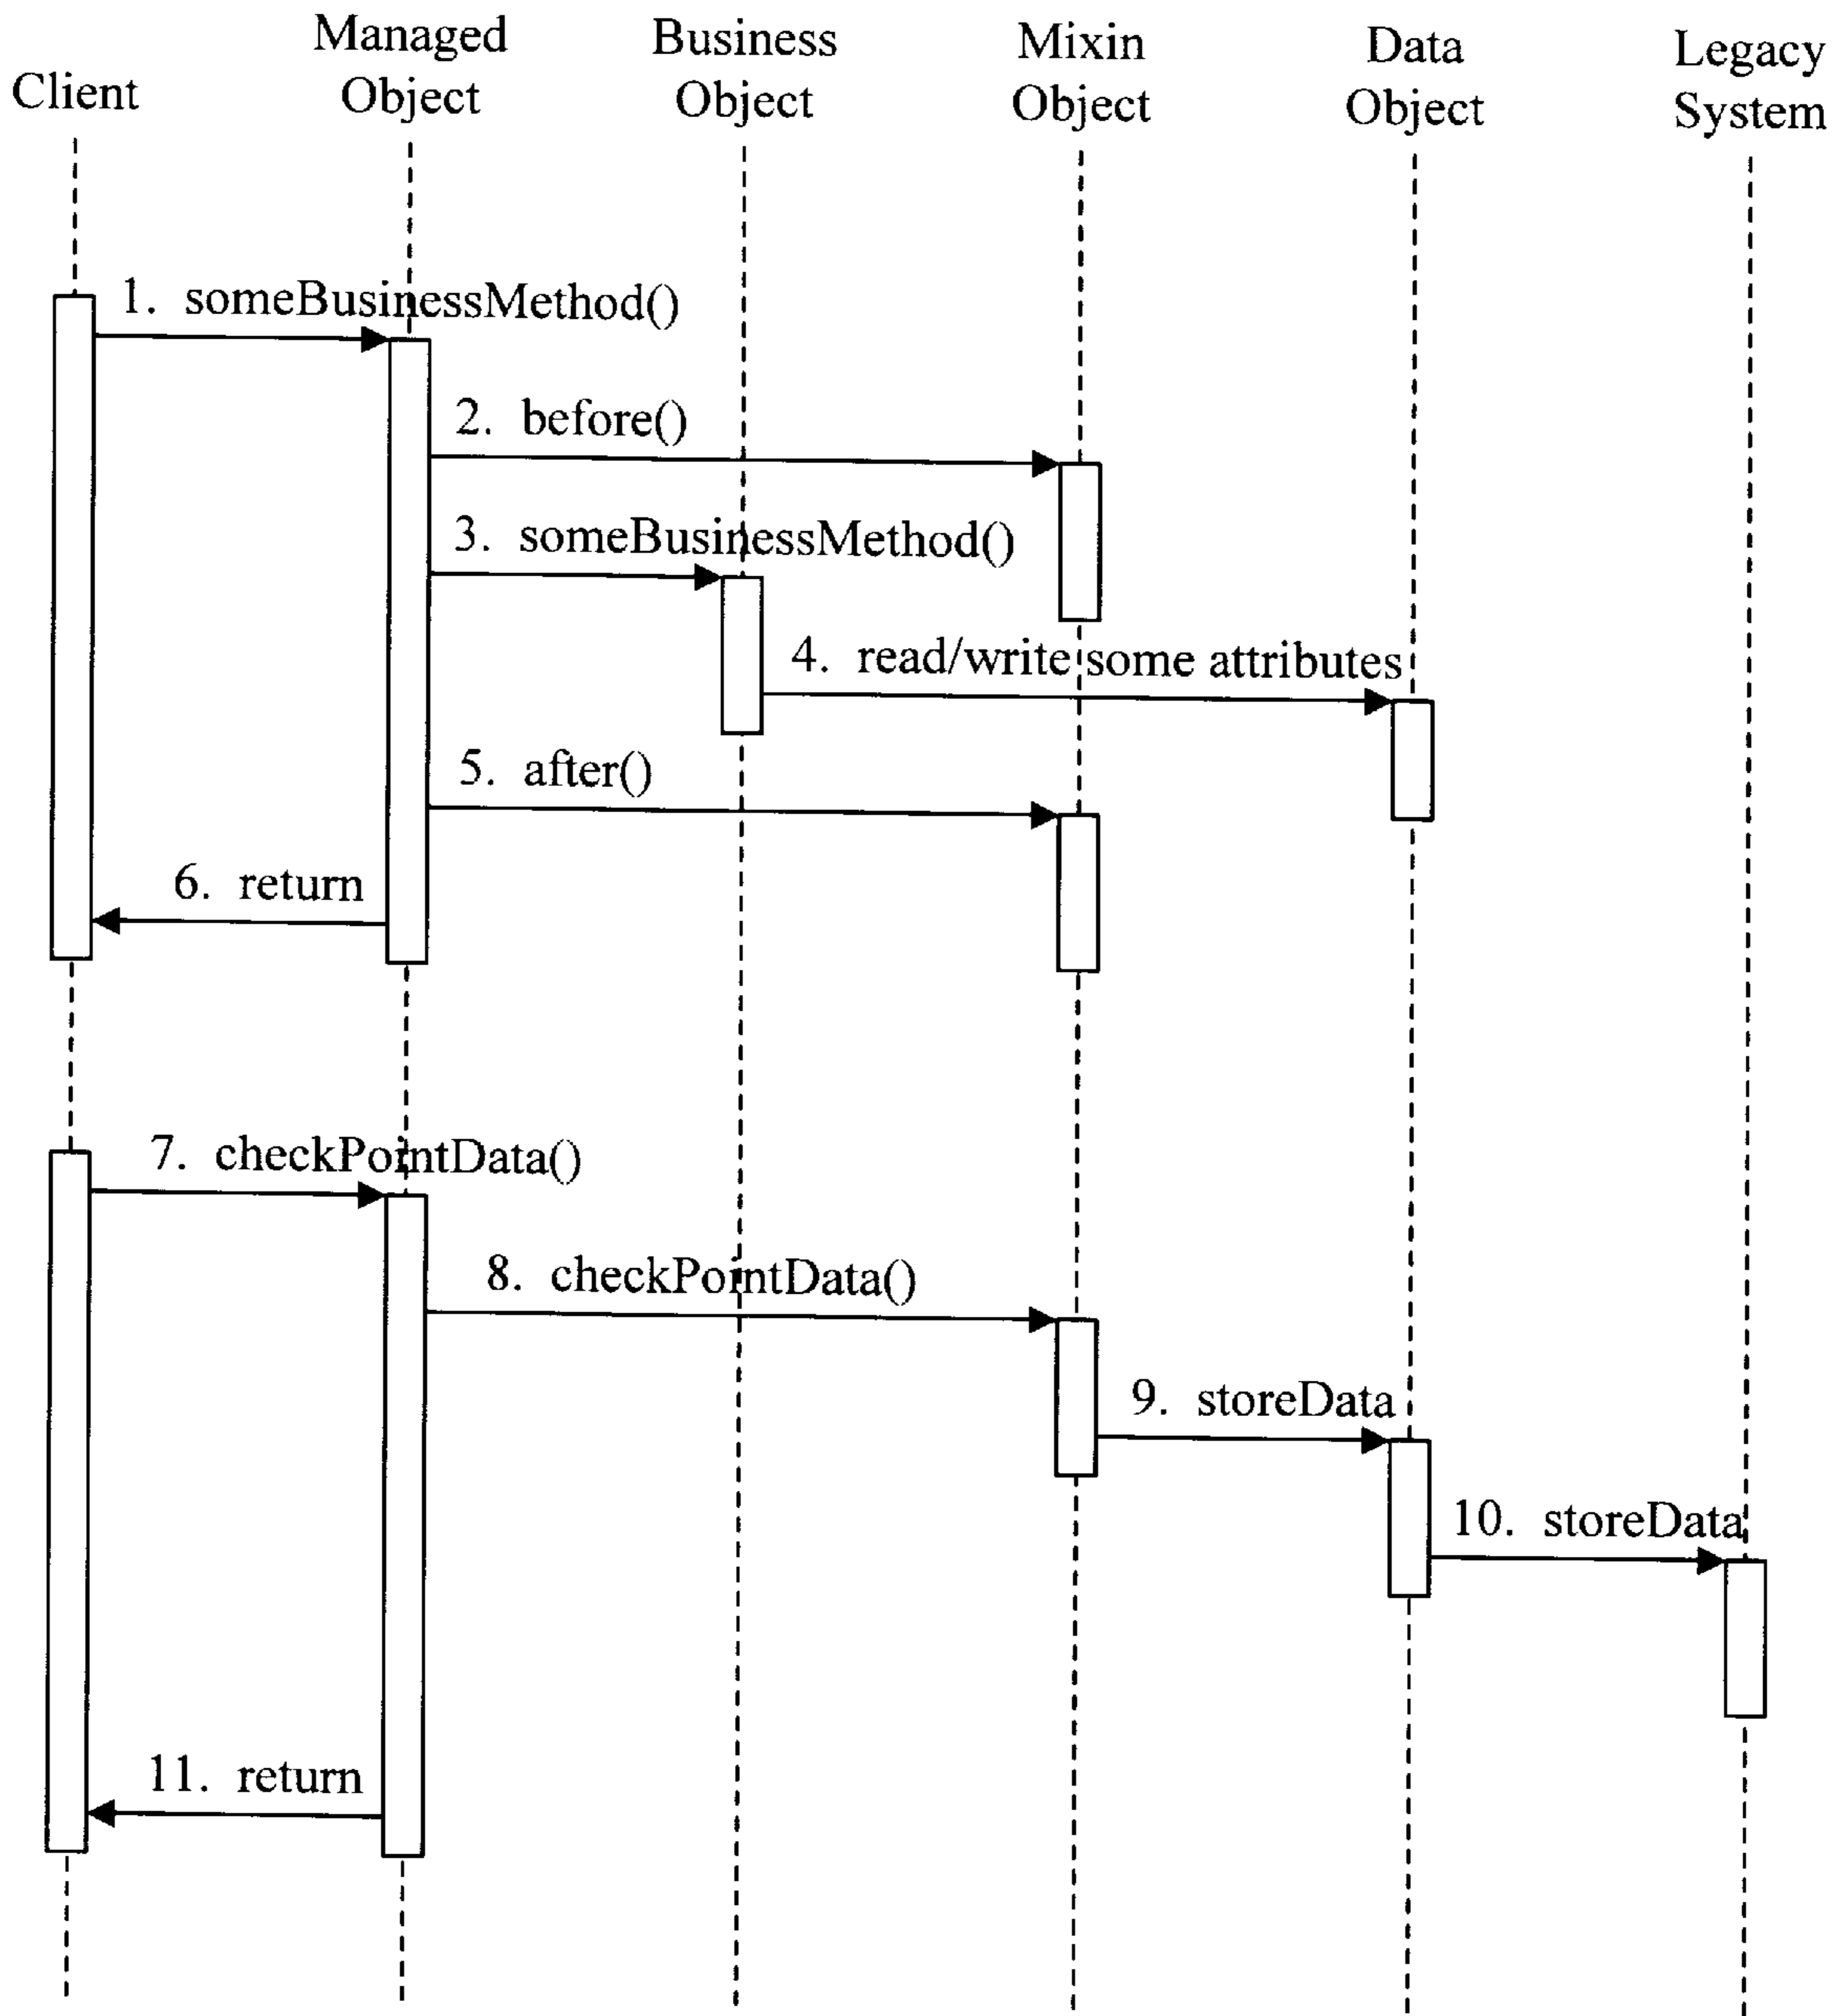 Client
Managed
Object
Business
Object
Mixin
Object
Data
Object
Legacy
System
1. someBusinessMethod()
2. before()
3. someBusinessMethod()
4. read/write some attributes
5. after()
6. return
7. checkPointData()
8. checkPointData()
9. storeData
10. storeData
11. return